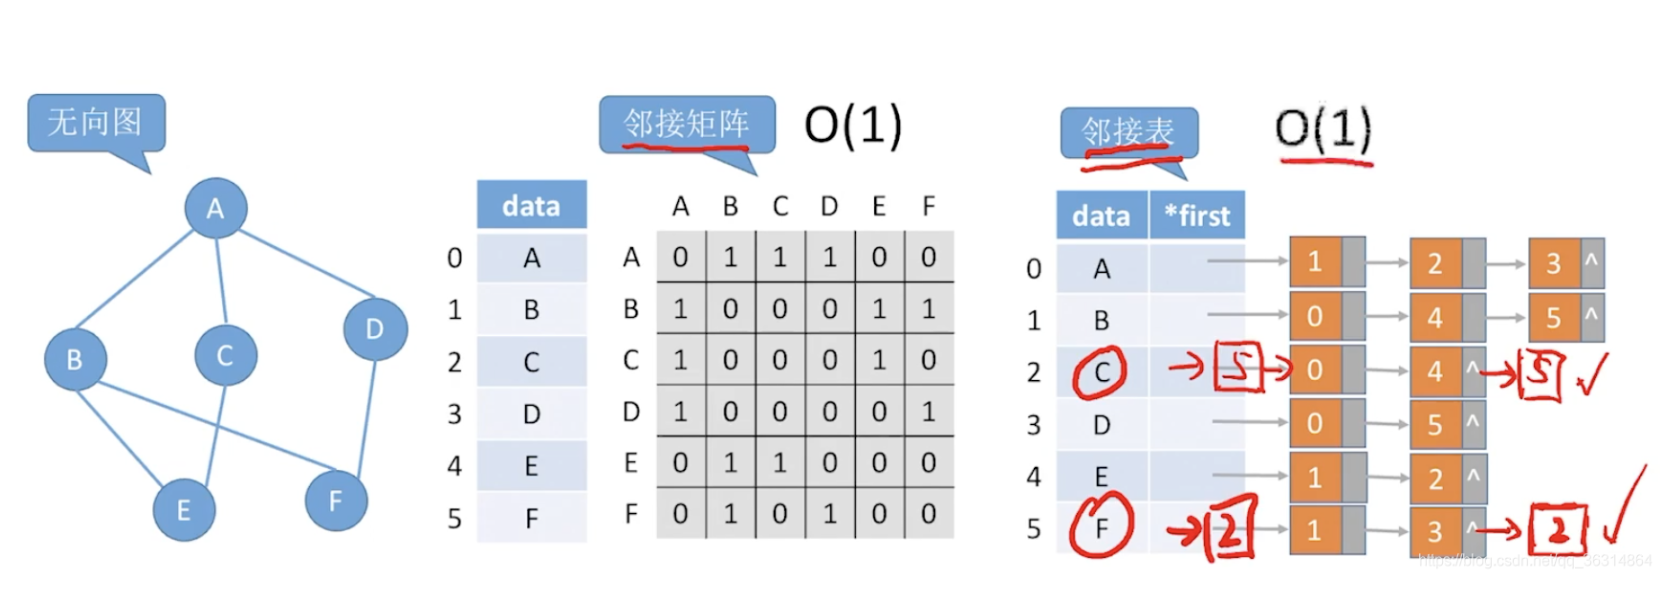 无向图
A
B
C
D
E
F
邻接矩阵 O(1)
data
0 A
1 B
2 C
3 D
4 E
5 F
A B C D E F
A 0 1 1 1 0 0
B 1 0 0 0 1 1
C 1 0 0 0 1 0
D 1 0 0 0 0 1
E 0 1 1 0 0 0
F 0 1 0 1 0 0
邻接表 O(1)
data *first
0 A 1 2 3 ^
1 B 0 4 5 ^
2 C 5 0 4 ^ 5
3 D 0 5 ^
4 E 1 2 ^
5 F 2 1 3 ^ 2
https://blog.csdn.net/qq_36314864